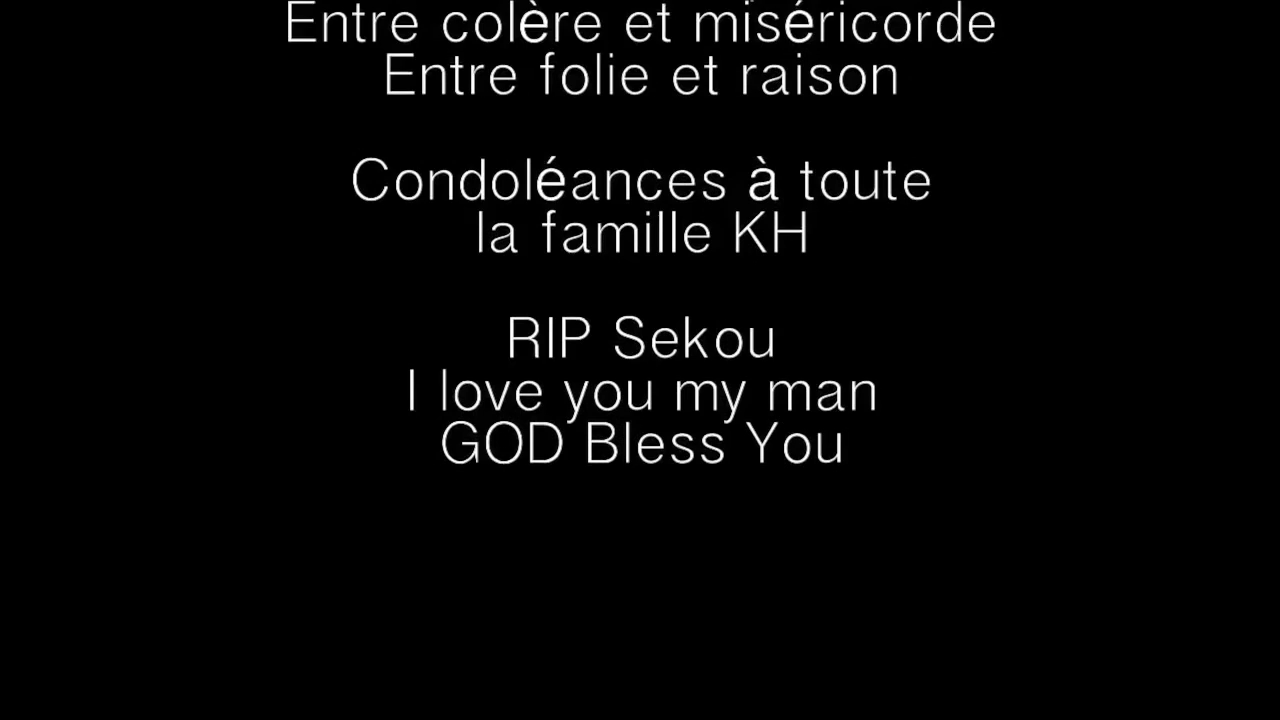 Entre colère et miséricorde
Entre folie et raison
Condoléances à toute
la famille KH
RIP Sekou
I love you my man
GOD Bless You